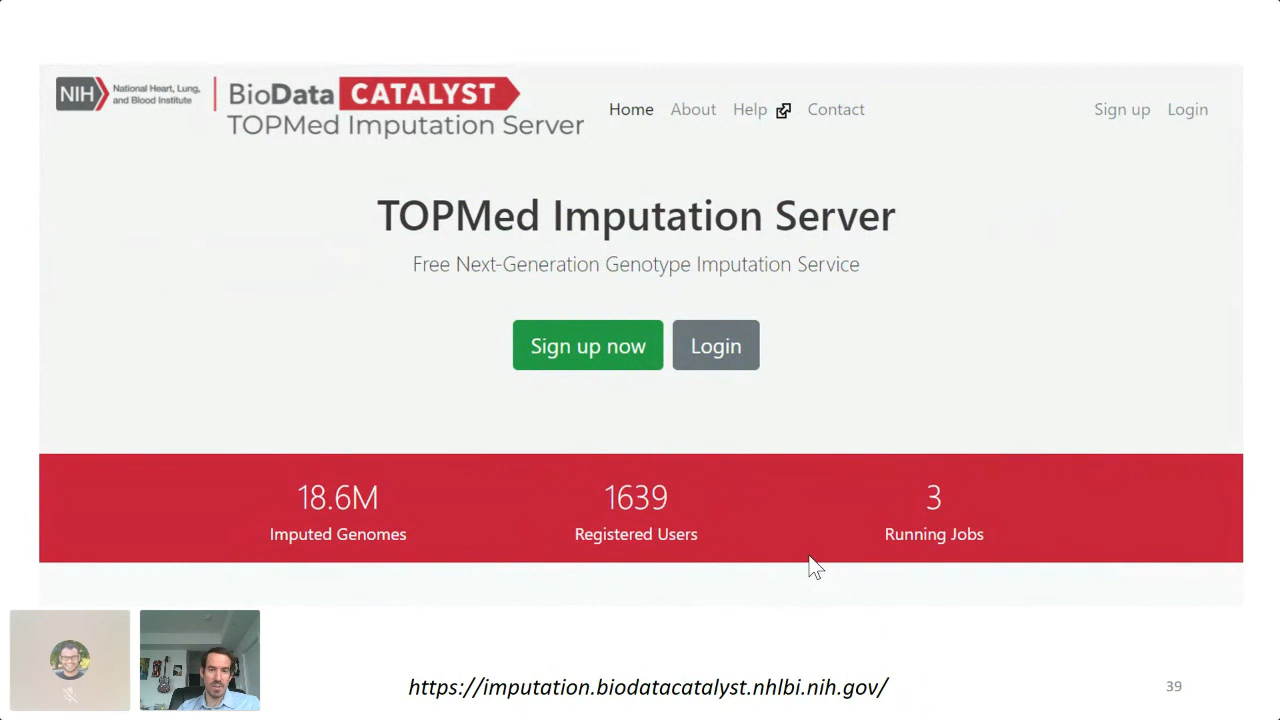 NIH
National Heart, Lung,
and Blood Institute
BioData CATALYST
TOPMed Imputation Server
Home About Help Contact
Sign up Login
TOPMed Imputation Server
Free Next-Generation Genotype Imputation Service
Sign up now Login
18.6M 1639 3
Imputed Genomes Registered Users Running Jobs
https://imputation.biodatacatalyst.nhlbi.nih.gov/
39